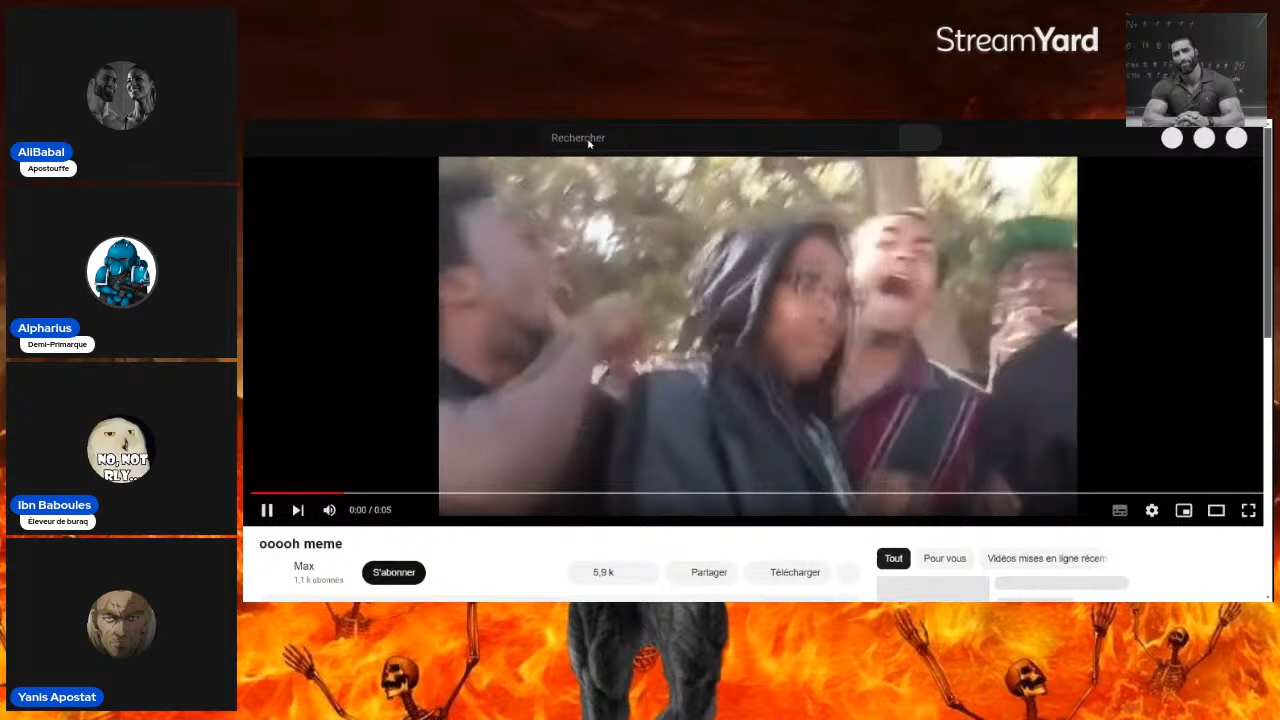 StreamYard
AliBabal
Apostouffe
Alpharius
Demi-Primarque
NO, NOT
RLY...
Ibn Baboules
Éleveur de buraq
Yanis Apostat
Rechercher
0:00 / 0:05
ooooh meme
Max
1,1 k abonnés
S'abonner
5,9 k
Partager
Télécharger
Tout
Pour vous
Vidéos mises en ligne récem